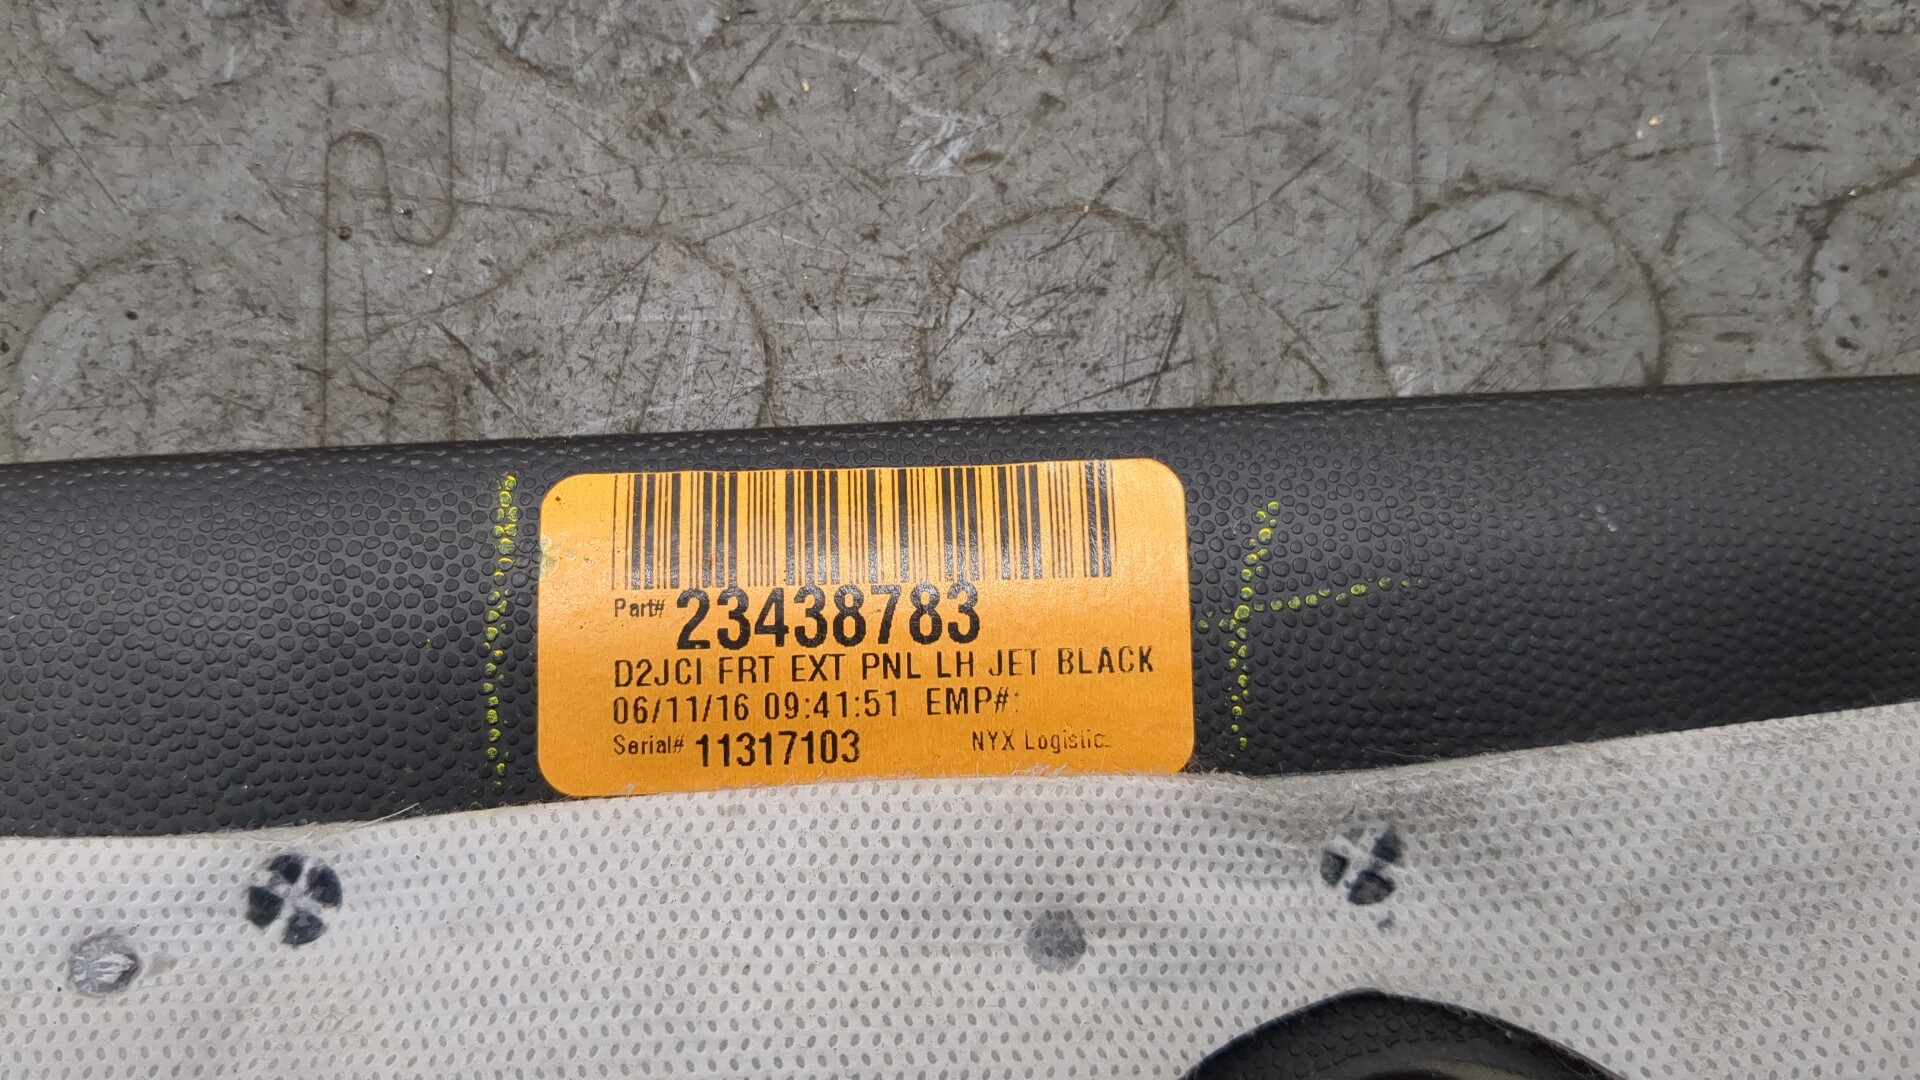 Part# 23438783
D2JCI FRT EXT PNL LH JET BLACK
06/11/16 09:41:51 EMP#:
Serial# 11317103 NYX Logistic